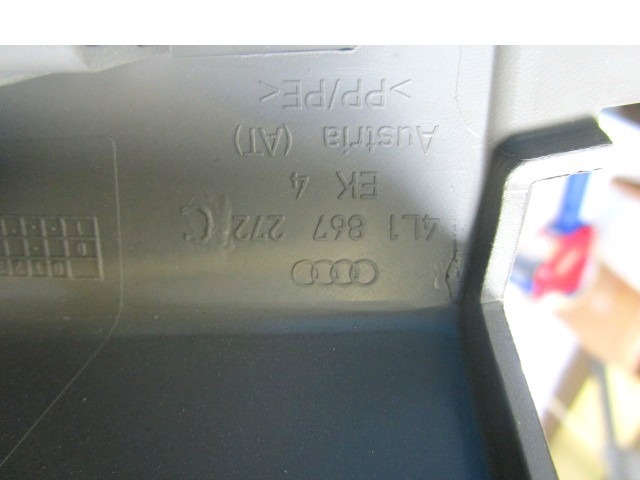 4L1 867 272 C
EK 4
Austria (AT)
>PP/PE<